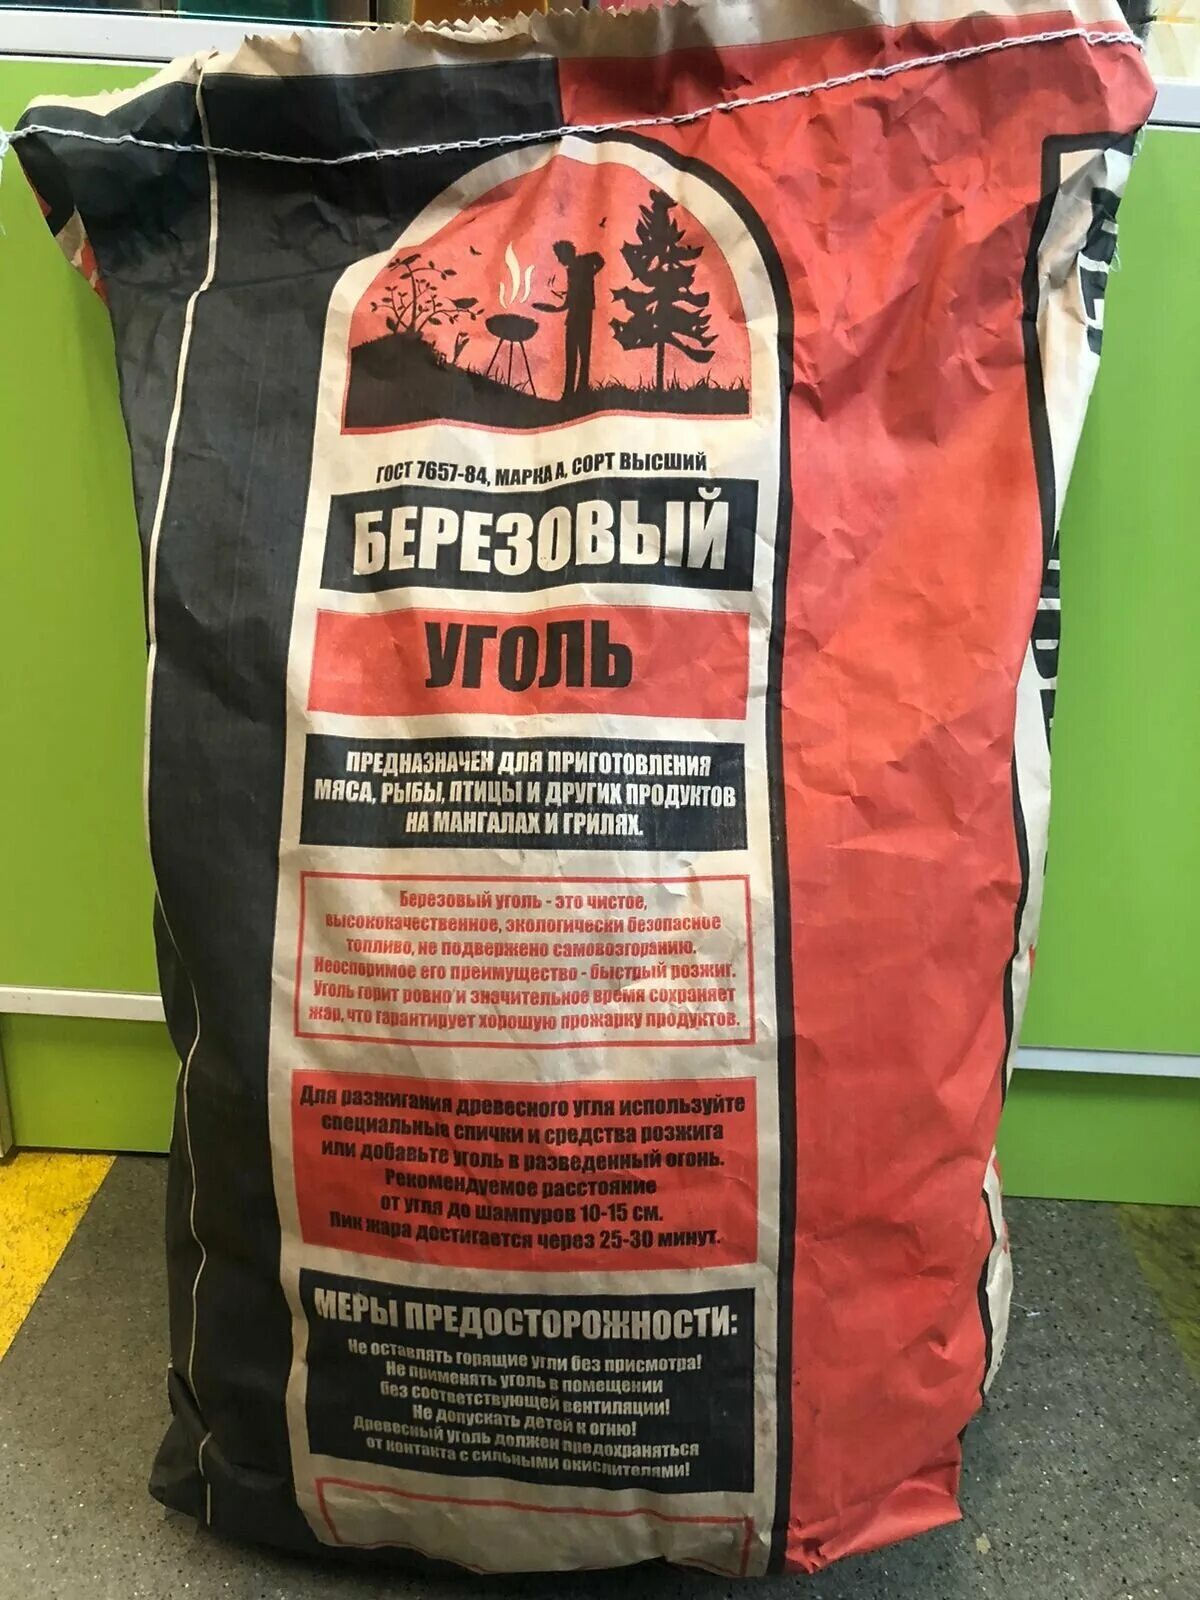 ГОСТ 7657-84, МАРКА А, СОРТ ВЫСШИЙ
БЕРЕЗОВЫЙ
УГОЛЬ
ПРЕДНАЗНАЧЕН ДЛЯ ПРИГОТОВЛЕНИЯ
МЯСА, РЫБЫ, ПТИЦЫ И ДРУГИХ ПРОДУКТОВ
НА МАНГАЛАХ И ГРИЛЯХ.
Березовый уголь - это чистое,
высококачественное, экологически безопасное
топливо, не подвержено самовозгоранию.
Неоспоримое его преимущество - быстрый розжиг.
Уголь горит ровно и значительное время сохраняет
жар, что гарантирует хорошую прожарку продуктов.
Для разжигания древесного угля используйте
специальные спички и средства розжига
или добавьте уголь в разведенный огонь.
Рекомендуемое расстояние
от угля до шампуров 10-15 см.
Пик жара достигается через 25-30 минут.
МЕРЫ ПРЕДОСТОРОЖНОСТИ:
Не оставлять горящие угли без присмотра!
Не применять уголь в помещении
без соответствующей вентиляции!
Не допускать детей к огню!
Древесный уголь должен предохраняться
от контакта с сильными окислителями!